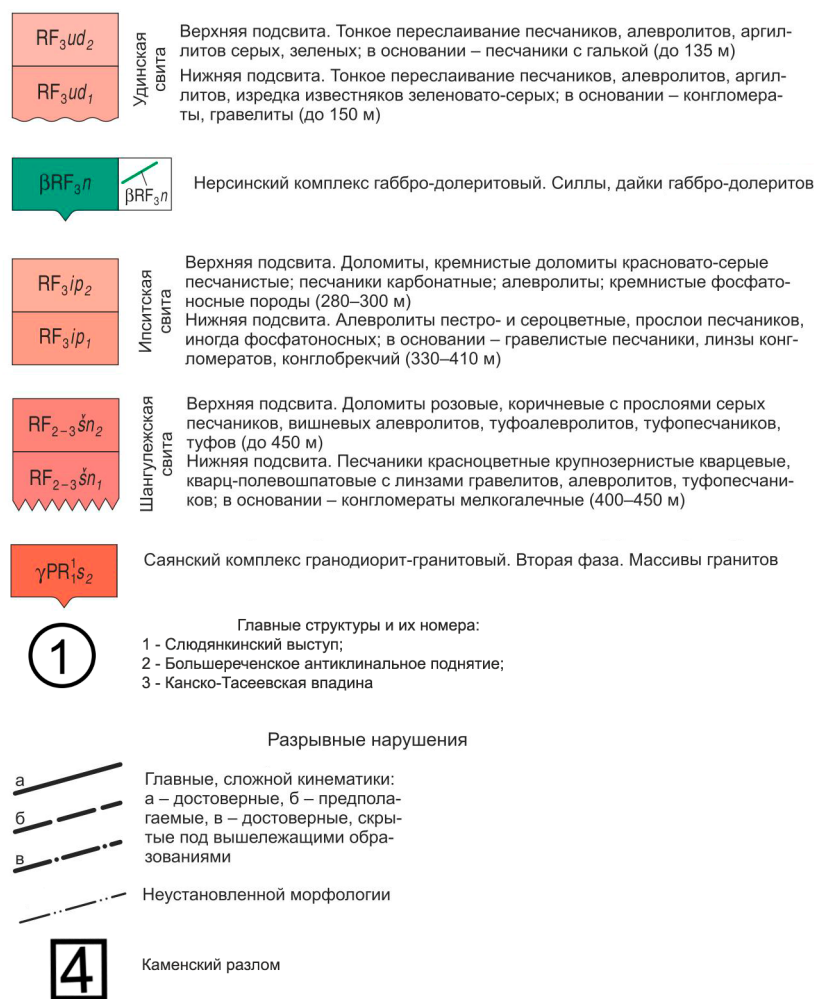 RF3ud2
RF3ud1
Удинская
свита
Верхняя подсвита. Тонкое переслаивание песчаников, алевролитов, аргил-
литов серых, зеленых; в основании – песчаники с галькой (до 135 м)
Нижняя подсвита. Тонкое переслаивание песчаников, алевролитов, аргил-
литов, изредка известняков зеленовато-серых; в основании – конгломера-
ты, гравелиты (до 150 м)
βRF3n
βRF3n
Нерсинский комплекс габбро-долеритовый. Силлы, дайки габбро-долеритов
RF3ip2
RF3ip1
Ипситская
свита
Верхняя подсвита. Доломиты, кремнистые доломиты красновато-серые
песчанистые; песчаники карбонатные; алевролиты; кремнистые фосфато-
носные породы (280–300 м)
Нижняя подсвита. Алевролиты пестро- и сероцветные, прослои песчаников,
иногда фосфатоносных; в основании – гравелистые песчаники, линзы конг-
ломератов, конглобрекчий (330–410 м)
RF2–3šn2
RF2–3šn1
Шангулежская
свита
Верхняя подсвита. Доломиты розовые, коричневые с прослоями серых
песчаников, вишневых алевролитов, туфоалевролитов, туфопесчаников,
туфов (до 450 м)
Нижняя подсвита. Песчаники красноцветные крупнозернистые кварцевые,
кварц-полевошпатовые с линзами гравелитов, алевролитов, туфопесчани-
ков; в основании – конгломераты мелкогалечные (400–450 м)
γPR11s2
Саянский комплекс гранодиорит-гранитовый. Вторая фаза. Массивы гранитов
1
Главные структуры и их номера:
1 - Слюдянкинский выступ;
2 - Большереченское антиклинальное поднятие;
3 - Канско-Тасеевская впадина
Разрывные нарушения
а
б
в
Главные, сложной кинематики:
а – достоверные, б – предпола-
гаемые, в – достоверные, скры-
тые под вышележащими обра-
зованиями
Неустановленной морфологии
4
Каменский разлом